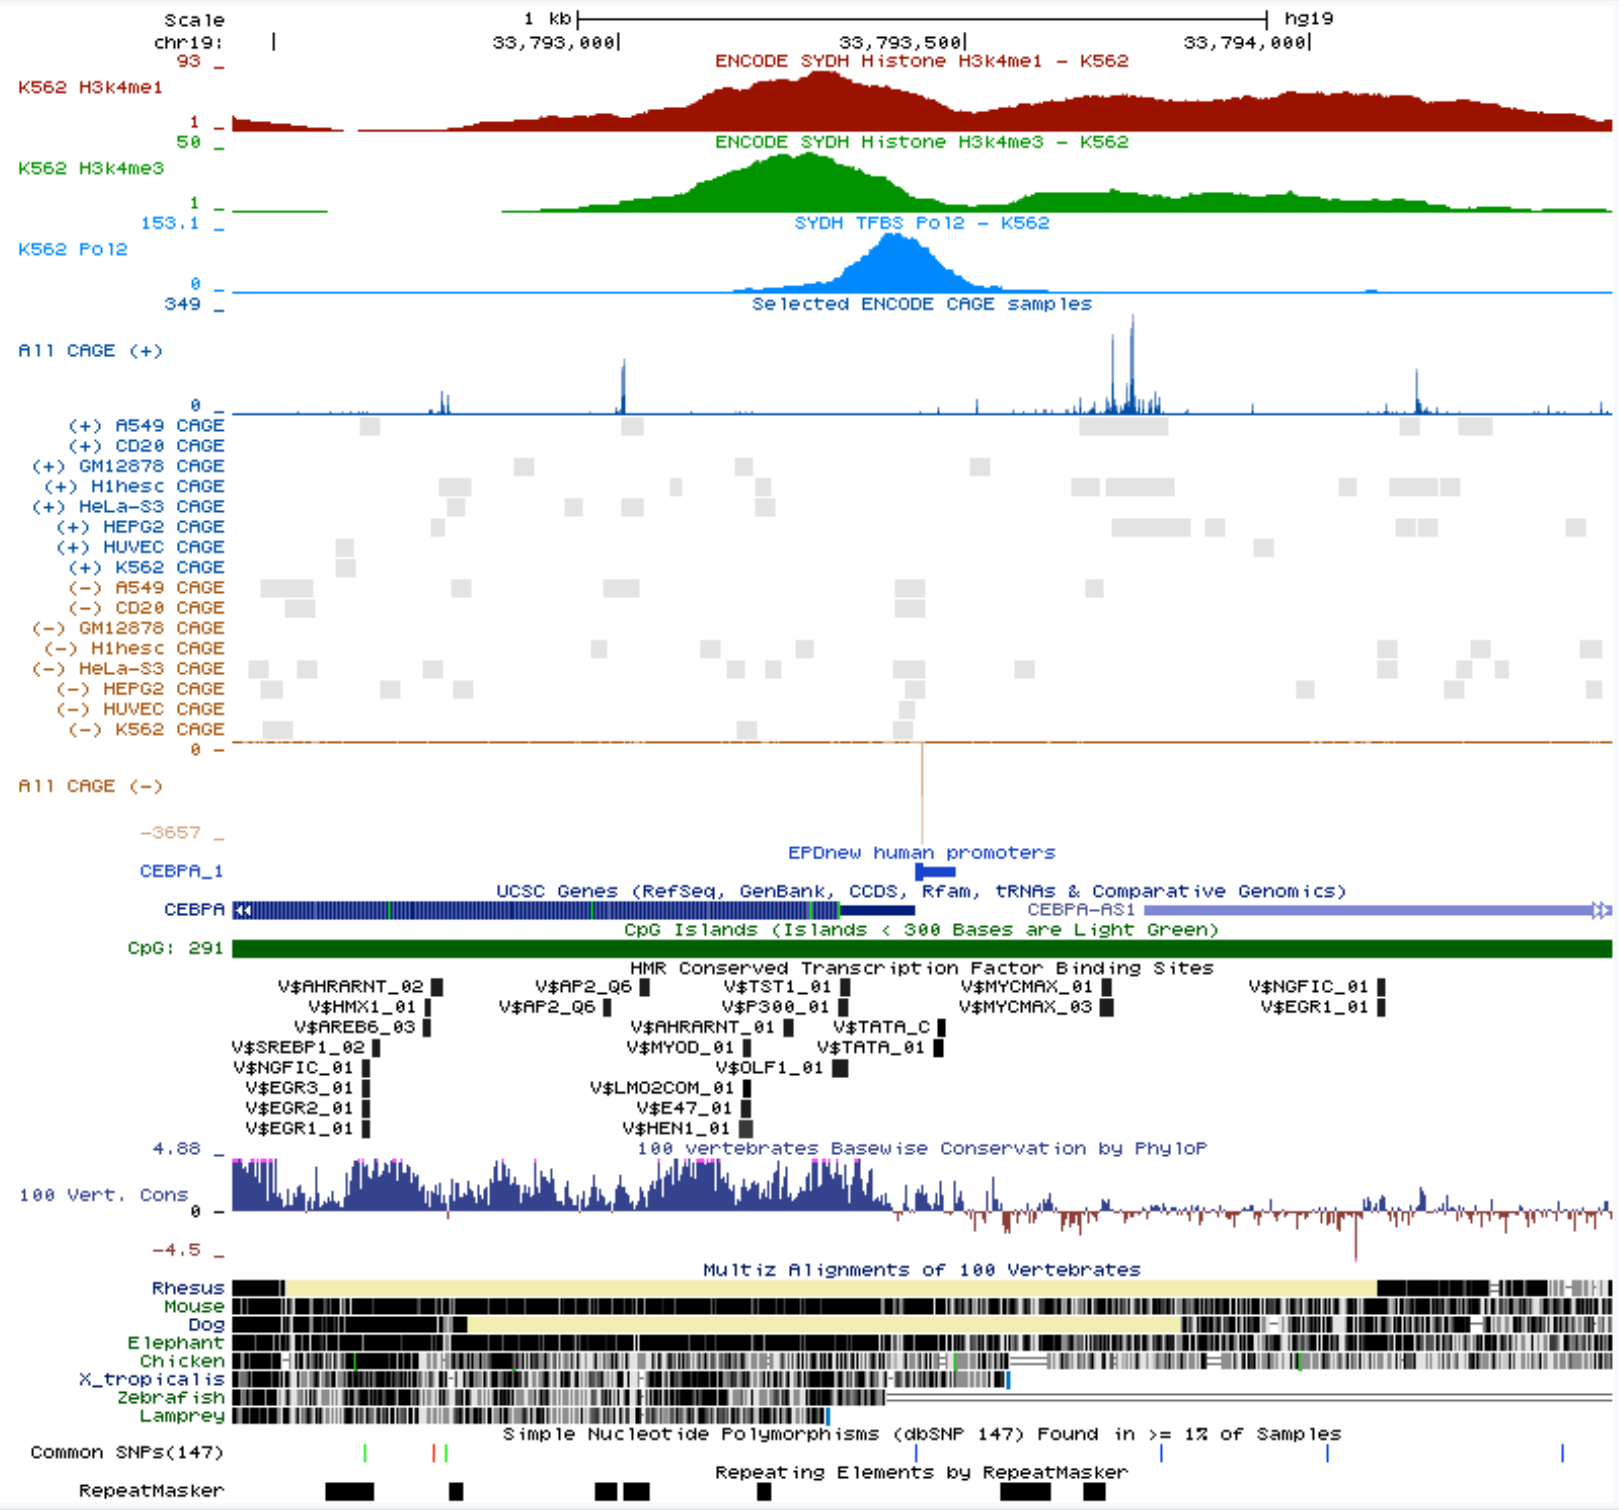 Scale 1 kb hg19
chr19: 33,793,000 33,793,500 33,794,000
93 _ ENCODE SYDH Histone H3k4me1 - K562
K562 H3k4me1
1 _
50 _ ENCODE SYDH Histone H3k4me3 - K562
K562 H3k4me3
1 _
153.1 _ SYDH TFBS Pol2 - K562
K562 Pol2
0 _
349 _ Selected ENCODE CAGE samples
All CAGE (+)
0 _
(+) A549 CAGE
(+) CD20 CAGE
(+) GM12878 CAGE
(+) H1hesc CAGE
(+) HeLa-S3 CAGE
(+) HEPG2 CAGE
(+) HUVEC CAGE
(+) K562 CAGE
(-) A549 CAGE
(-) CD20 CAGE
(-) GM12878 CAGE
(-) H1hesc CAGE
(-) HeLa-S3 CAGE
(-) HEPG2 CAGE
(-) HUVEC CAGE
(-) K562 CAGE
0 _
All CAGE (-)
-3657 _
EPDnew human promoters
CEBPA_1
UCSC Genes (RefSeq, GenBank, CCDS, Rfam, tRNAs & Comparative Genomics)
CEBPA CEBPA-AS1
CpG Islands (Islands < 300 Bases are Light Green)
CpG: 291
HMR Conserved Transcription Factor Binding Sites
V$AHRARNT_02 V$AP2_Q6 V$TST1_01 V$MYCMAX_01 V$NGFIC_01
V$HMX1_01 V$AP2_Q6 V$P300_01 V$MYCMAX_03 V$EGR1_01
V$AREB6_03 V$AHRARNT_01 V$TATA_C
V$SREBP1_02 V$MYOD_01 V$TATA_01
V$NGFIC_01 V$OLF1_01
V$EGR3_01 V$LMO2COM_01
V$EGR2_01 V$E47_01
V$EGR1_01 V$HEN1_01
4.88 _ 100 vertebrates Basewise Conservation by PhyloP
100 Vert. Cons
0 -
-4.5 _
Multiz Alignments of 100 Vertebrates
Rhesus
Mouse
Dog
Elephant
Chicken
X_tropicalis
Zebrafish
Lamprey
Simple Nucleotide Polymorphisms (dbSNP 147) Found in >= 1% of Samples
Common SNPs(147)
Repeating Elements by RepeatMasker
RepeatMasker